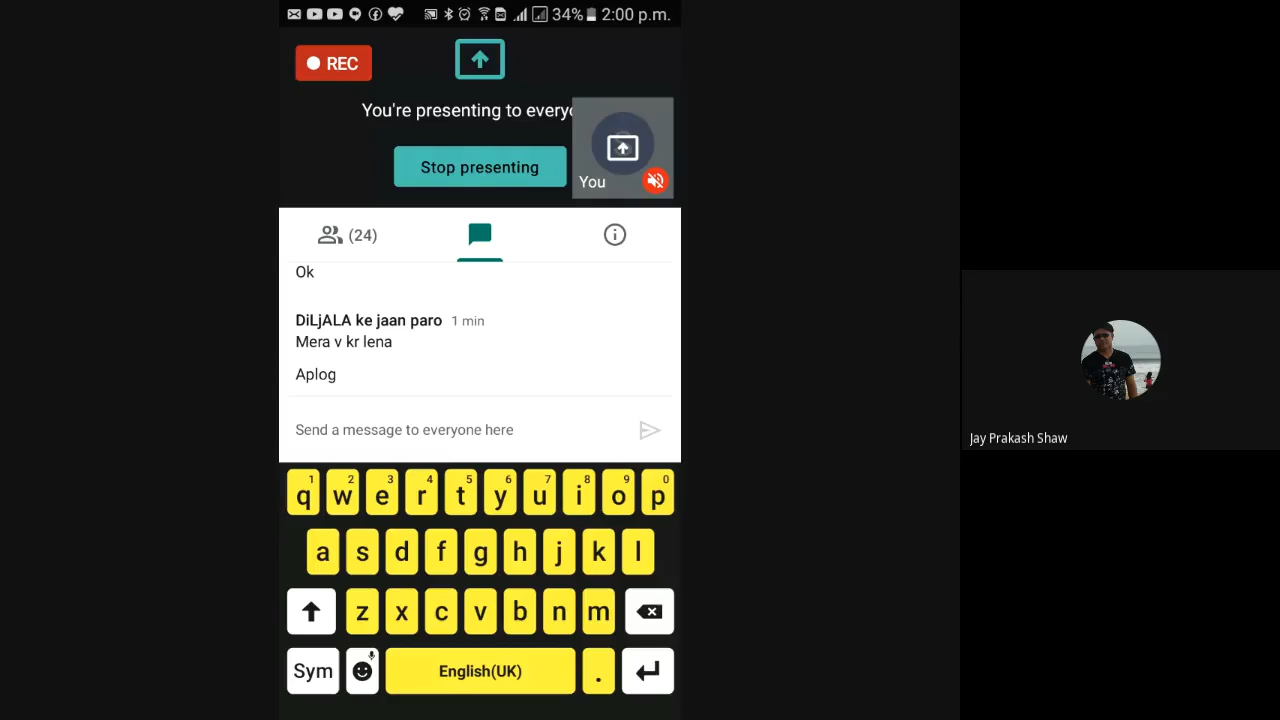 34% 2:00 p.m.
REC
You're presenting to everyo
Stop presenting
You
(24)
Ok
DiLjALA ke jaan paro 1 min
Mera v kr lena
Aplog
Send a message to everyone here
1 2 3 4 5 6 7 8 9 0
q w e r t y u i o p
a s d f g h j k l
z x c v b n m
Sym English(UK) .
Jay Prakash Shaw